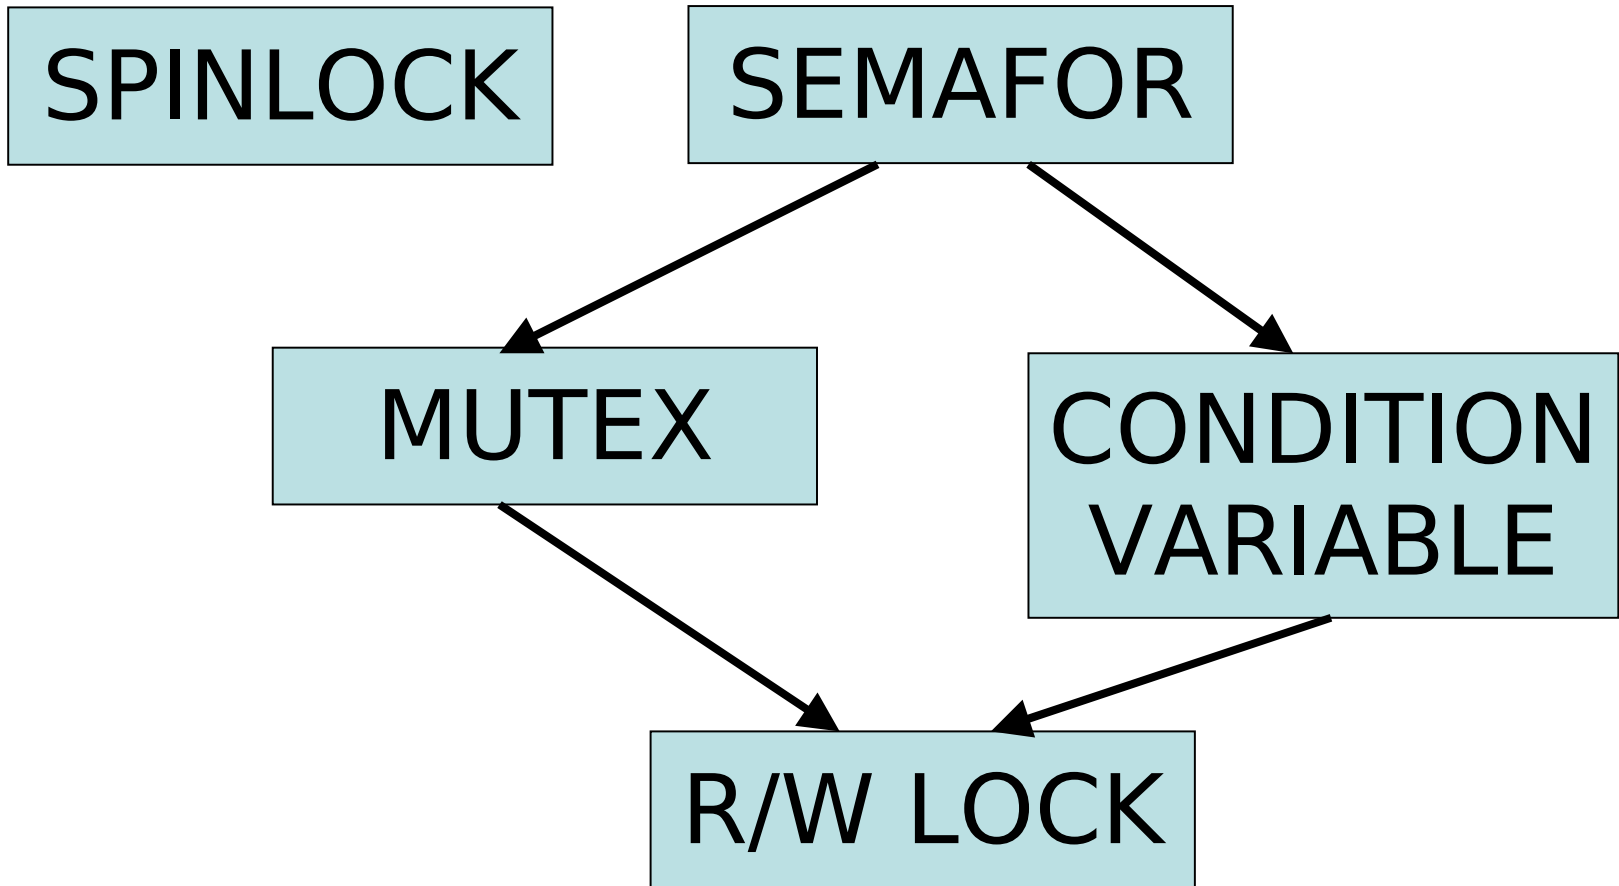 SPINLOCK
SEMAFOR
MUTEX
CONDITION
VARIABLE
R/W LOCK